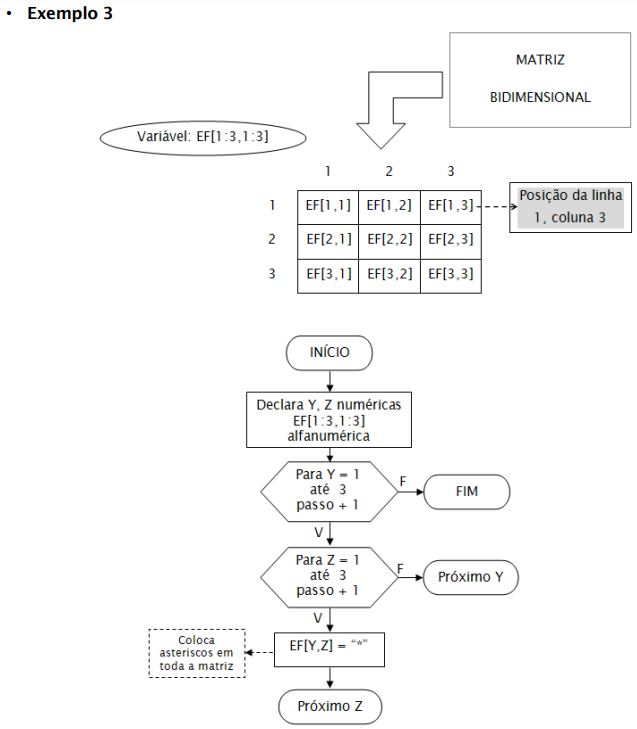 • Exemplo 3
MATRIZ
BIDIMENSIONAL
Variável: EF[1:3,1:3]
1 2 3
1 EF[1,1] EF[1,2] EF[1,3]
2 EF[2,1] EF[2,2] EF[2,3]
3 EF[3,1] EF[3,2] EF[3,3]
Posição da linha
1, coluna 3
INÍCIO
Declara Y, Z numéricas
EF[1:3,1:3]
alfanumérica
Para Y = 1
até 3
passo + 1
F
FIM
V
Para Z = 1
até 3
passo + 1
F
Próximo Y
V
EF[Y,Z] = “*”
Coloca
asteriscos em
toda a matriz
Próximo Z